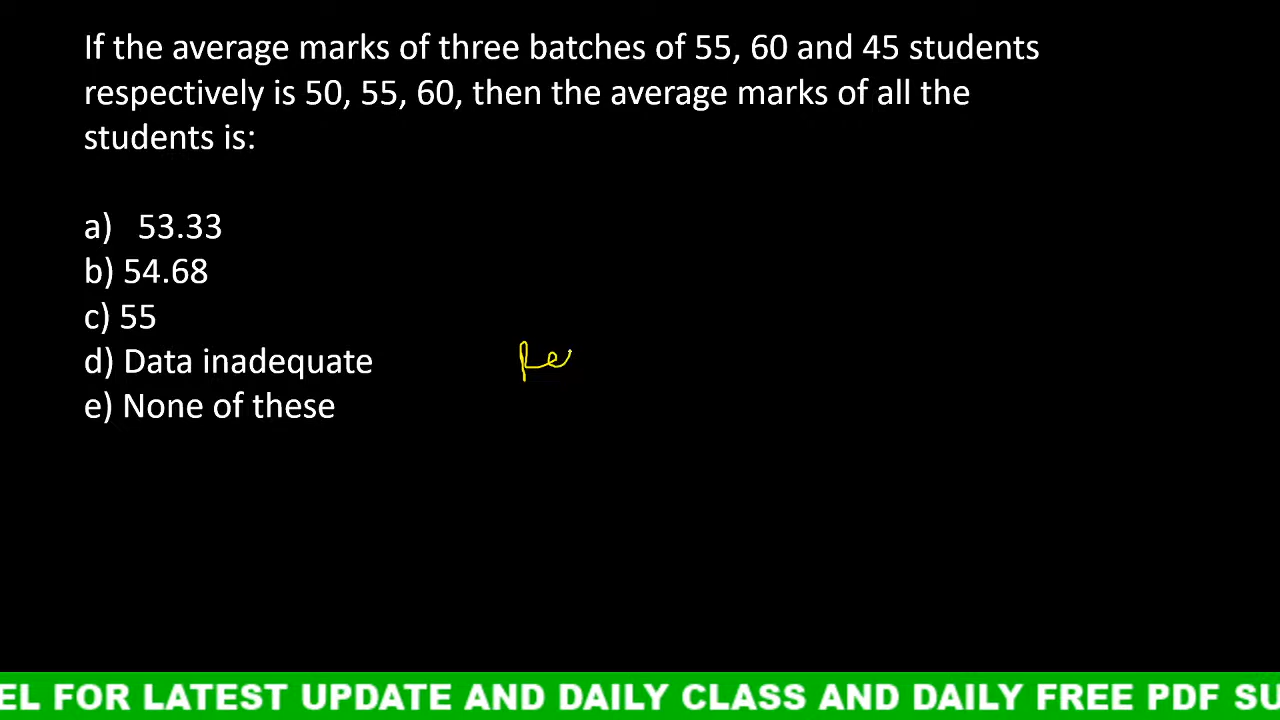 If the average marks of three batches of 55, 60 and 45 students
respectively is 50, 55, 60, then the average marks of all the
students is:
a) 53.33
b) 54.68
c) 55
d) Data inadequate
e) None of these
EL FOR LATEST UPDATE AND DAILY CLASS AND DAILY FREE PDF SU